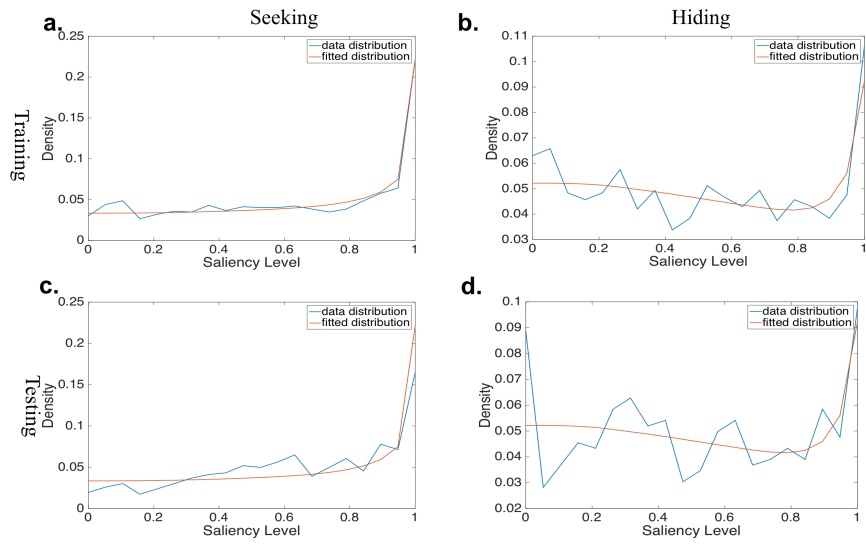 Seeking
Hiding
a.
b.
Training
0.25
0.2
0.15
0.1
0.05
0
Density
data distribution
fitted distribution
0 0.2 0.4 0.6 0.8 1
Saliency Level
0.11
0.1
0.09
0.08
0.07
0.06
0.05
0.04
0.03
Density
data distribution
fitted distribution
0 0.2 0.4 0.6 0.8 1
Saliency Level
c.
d.
Testing
0.25
0.2
0.15
0.1
0.05
0
Density
data distribution
fitted distribution
0 0.2 0.4 0.6 0.8 1
Saliency Level
0.1
0.09
0.08
0.07
0.06
0.05
0.04
0.03
0.02
Density
data distribution
fitted distribution
0 0.2 0.4 0.6 0.8 1
Saliency Level